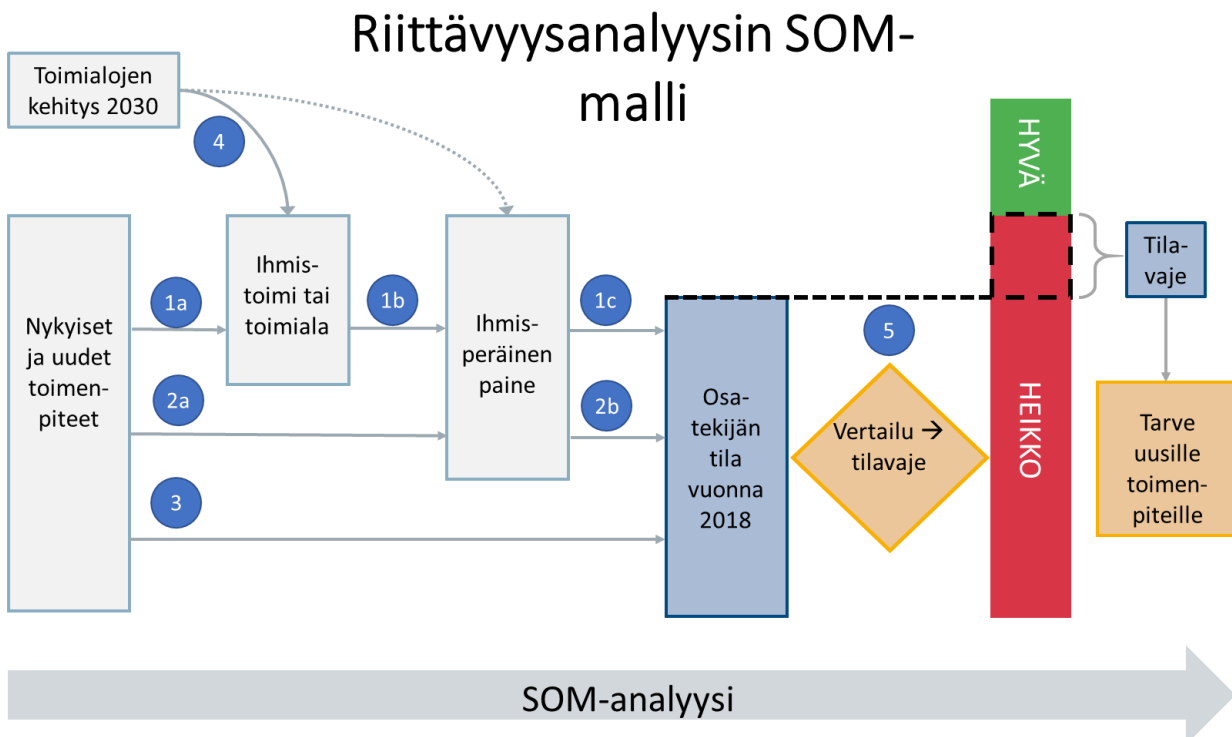 Riittävyysanalyysin SOM-
malli
Toimialojen
kehitys 2030
4
HYVÄ
Nykyiset
ja uudet
toimen-
piteet
1a
2a
3
Ihmis-
toimi tai
toimiala
1b
Ihmis-
peräinen
paine
1c
2b
Osa-
tekijän
tila
vuonna
2018
5
Vertailu →
tilavaje
HEIKKO
Tila-
vaje
Tarve
uusille
toimen-
piteille
SOM-analyysi